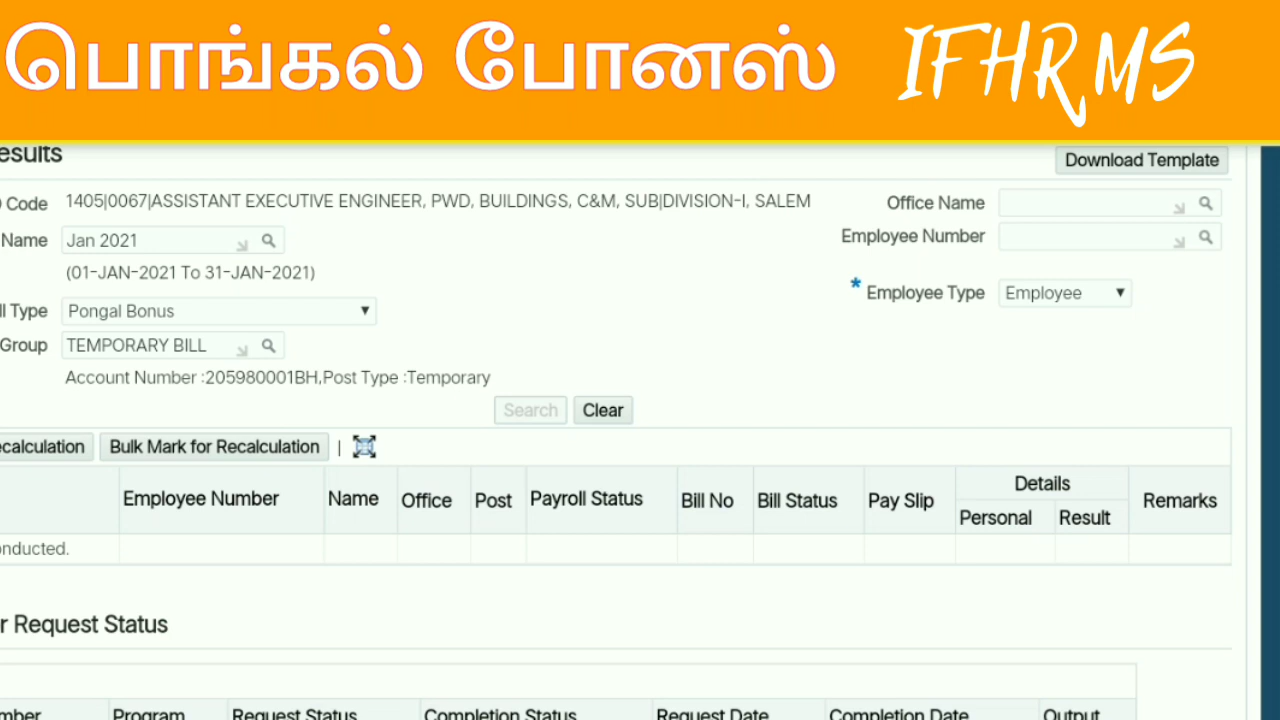 பொங்கல் போனஸ் IFHRMS
esults
Download Template
Code 1405|0067|ASSISTANT EXECUTIVE ENGINEER, PWD, BUILDINGS, C&M, SUB|DIVISION-I, SALEM Office Name
Name Jan 2021 Employee Number
(01-JAN-2021 To 31-JAN-2021)
* Employee Type Employee
ll Type Pongal Bonus
Group TEMPORARY BILL
Account Number :205980001BH,Post Type :Temporary
Search Clear
ecalculation Bulk Mark for Recalculation |
Employee Number Name Office Post Payroll Status Bill No Bill Status Pay Slip Details Remarks
Personal Result
onducted.
r Request Status
mber Program Request Status Completion Status Request Date Completion Date Output